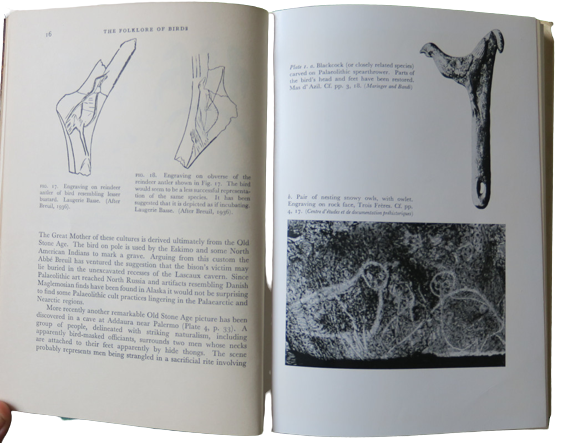 16
THE FOLKLORE OF BIRDS
FIG. 17. Engraving on reindeer
antler of bird resembling lesser
bustard. Laugerie Basse. (After
Breuil, 1936).
FIG. 18. Engraving on obverse of the
reindeer antler shown in Fig. 17. The bird
would seem to be a less successful representa-
tion of the same species. It has been
suggested that it is depicted as if incubating.
Laugerie Basse. (After Breuil, 1936).
The Great Mother of these cultures is derived ultimately from the Old
Stone Age. The bird on pole is used by the Eskimo and some North
American Indians to mark a grave. Arguing from this custom the
Abbé Breuil has ventured the suggestion that the bison's victim may
lie buried in the unexcavated recesses of the Lascaux cavern. Since
Palaeolithic art reached North Russia and artifacts resembling Danish
Maglemosian finds have been found in Alaska it would not be surprising
to find some Palaeolithic cult practices lingering in the Palaearctic and
Nearctic regions.
More recently another remarkable Old Stone Age picture has been
discovered in a cave at Addaura near Palermo (Plate 4, p. 33). A
group of people, delineated with striking naturalism, including
apparently bird-masked officiants, surrounds two men whose necks
are attached to their feet apparently by hide thongs. The scene
probably represents men being strangled in a sacrificial rite involving
Plate 1. a. Blackcock (or closely related species)
carved on Palaeolithic spearthrower. Parts of
the bird's head and feet have been restored.
Mas d'Azil. Cf. pp. 5, 18. (Maringer and Bandi)
b. Pair of nesting snowy owls, with owlet.
Engraving on rock face, Trois Frères. Cf. pp.
4, 17. (Centre d'études et de documentation préhistoriques)